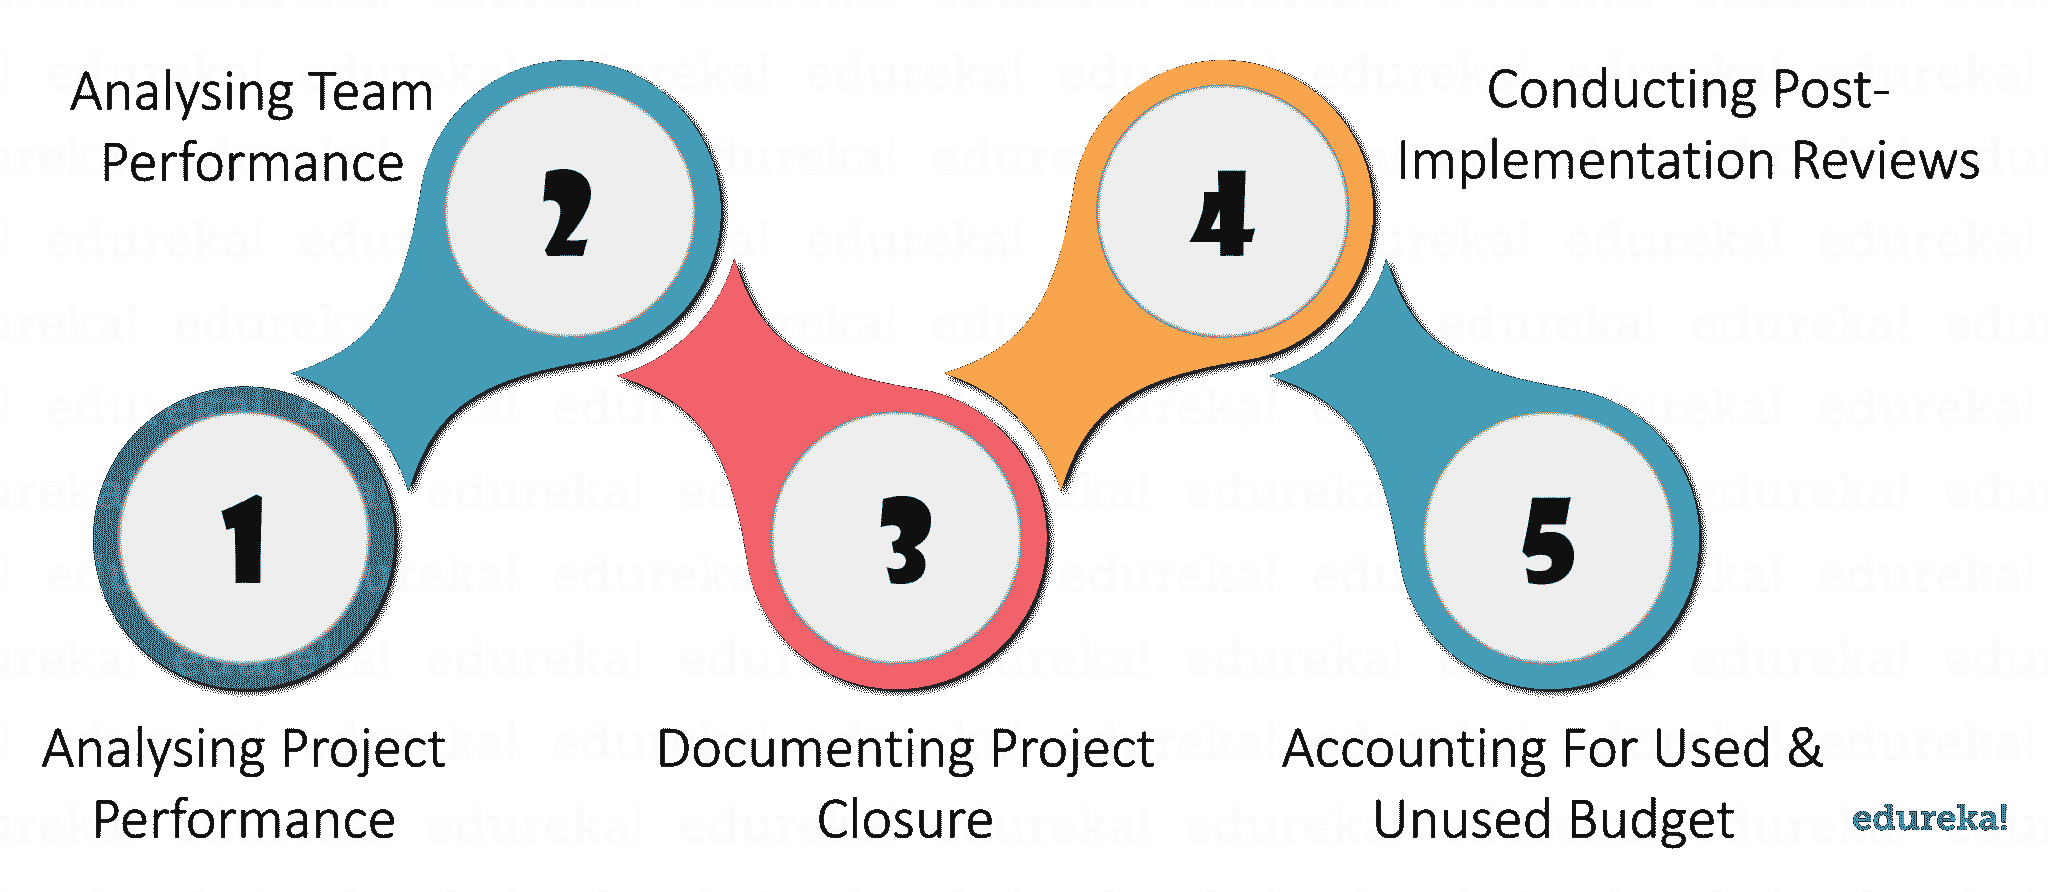 1
Analysing Project
Performance
2
Analysing Team
Performance
3
Documenting Project
Closure
4
Conducting Post-
Implementation Reviews
5
Accounting For Used &
Unused Budget
edureka!